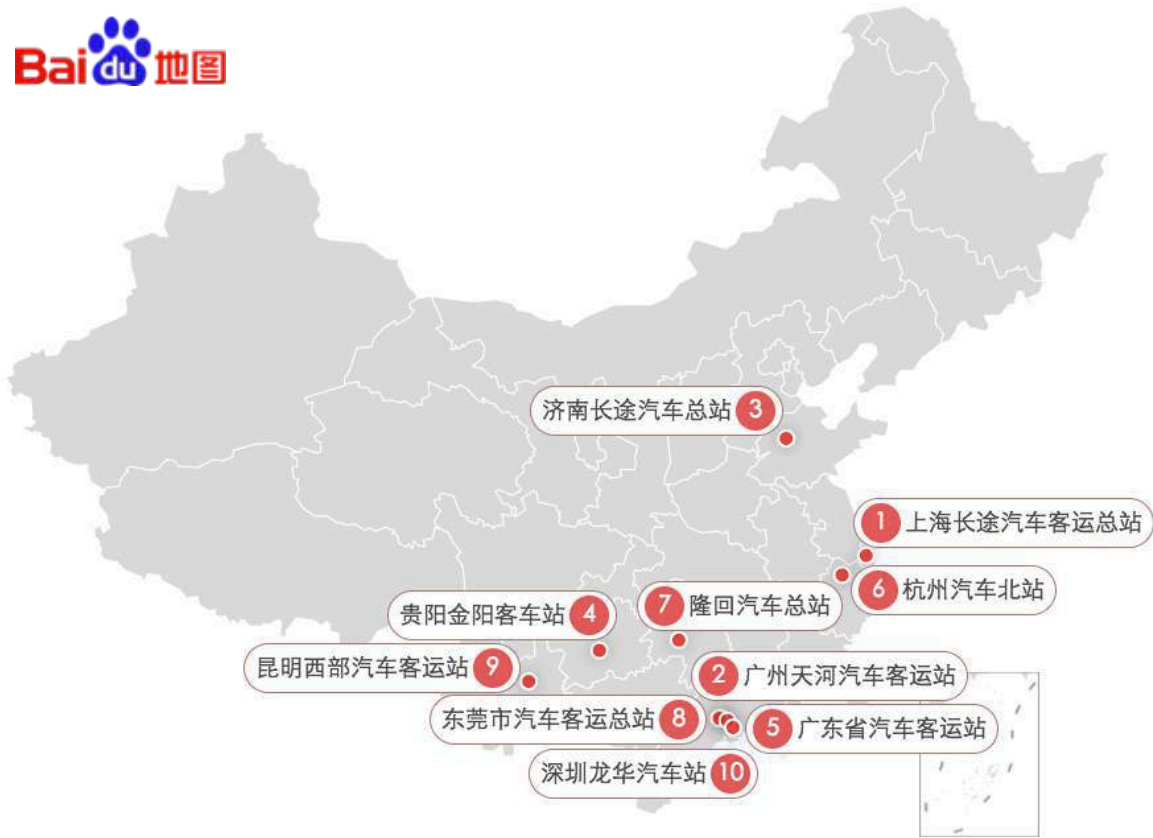 Baidu地图
济南长途汽车总站 3
1 上海长途汽车客运总站
6 杭州汽车北站
贵阳金阳客车站 4
7 隆回汽车总站
昆明西部汽车客运站 9
2 广州天河汽车客运站
东莞市汽车客运总站 8
5 广东省汽车客运站
深圳龙华汽车站 10